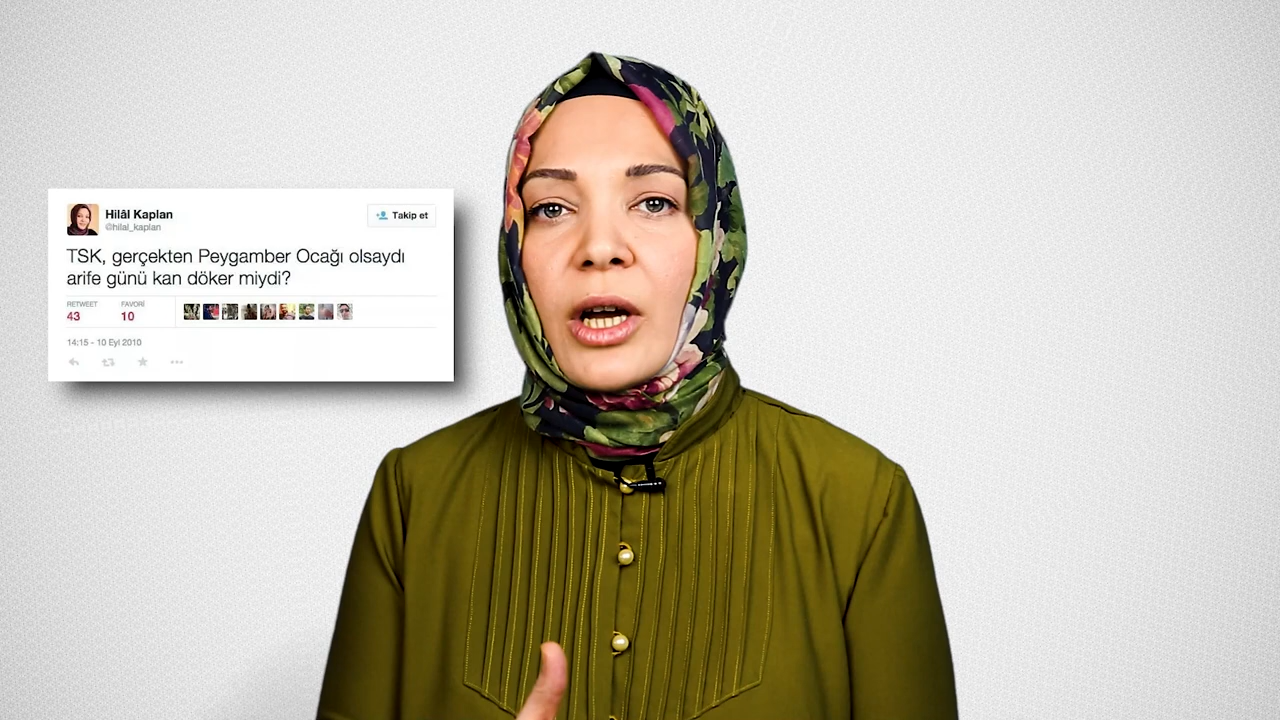 Hilâl Kaplan
@hilal_kaplan
Takip et
TSK, gerçekten Peygamber Ocağı olsaydı
arife günü kan döker miydi?
RETWEET FAVORİ
43 10
14:15 - 10 Eyl 2010